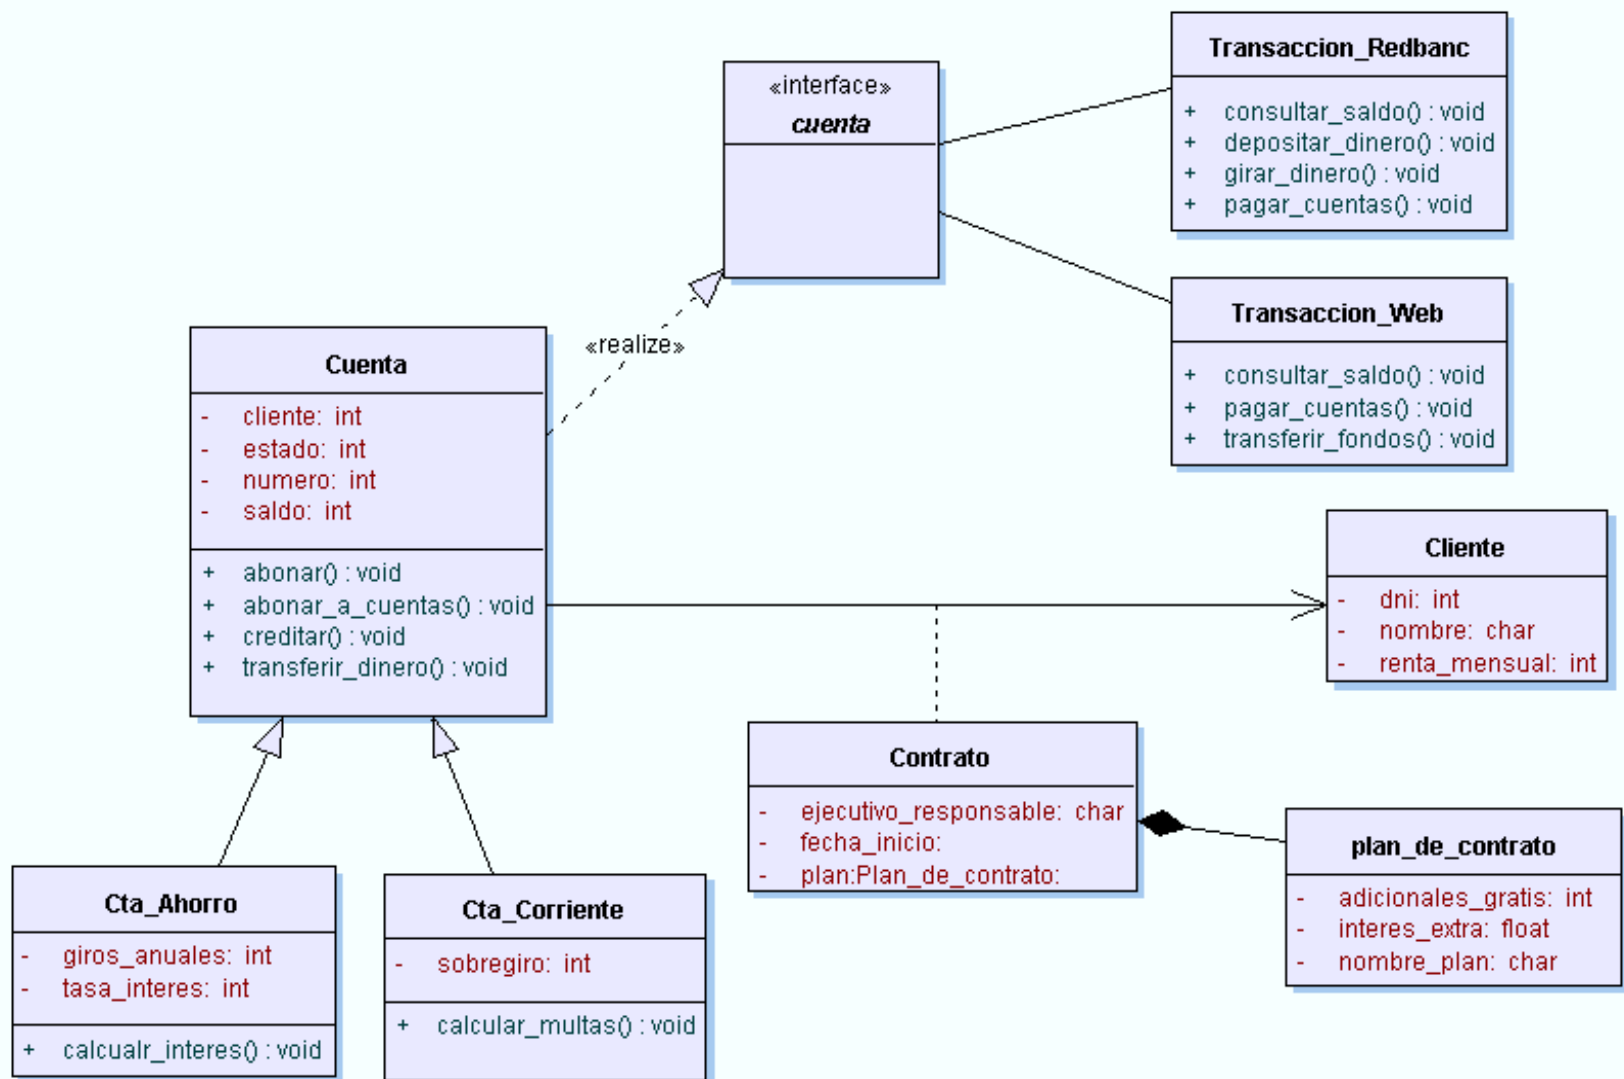 «interface»
cuenta
Transaccion_Redbanc
+ consultar_saldo() : void
+ depositar_dinero() : void
+ girar_dinero() : void
+ pagar_cuentas() : void
Transaccion_Web
+ consultar_saldo() : void
+ pagar_cuentas() : void
+ transferir_fondos() : void
«realize»
Cuenta
- cliente: int
- estado: int
- numero: int
- saldo: int
+ abonar() : void
+ abonar_a_cuentas() : void
+ creditar() : void
+ transferir_dinero() : void
Cliente
- dni: int
- nombre: char
- renta_mensual: int
Contrato
- ejecutivo_responsable: char
- fecha_inicio:
- plan:Plan_de_contrato:
plan_de_contrato
- adicionales_gratis: int
- interes_extra: float
- nombre_plan: char
Cta_Ahorro
- giros_anuales: int
- tasa_interes: int
+ calcualr_interes() : void
Cta_Corriente
- sobregiro: int
+ calcular_multas() : void